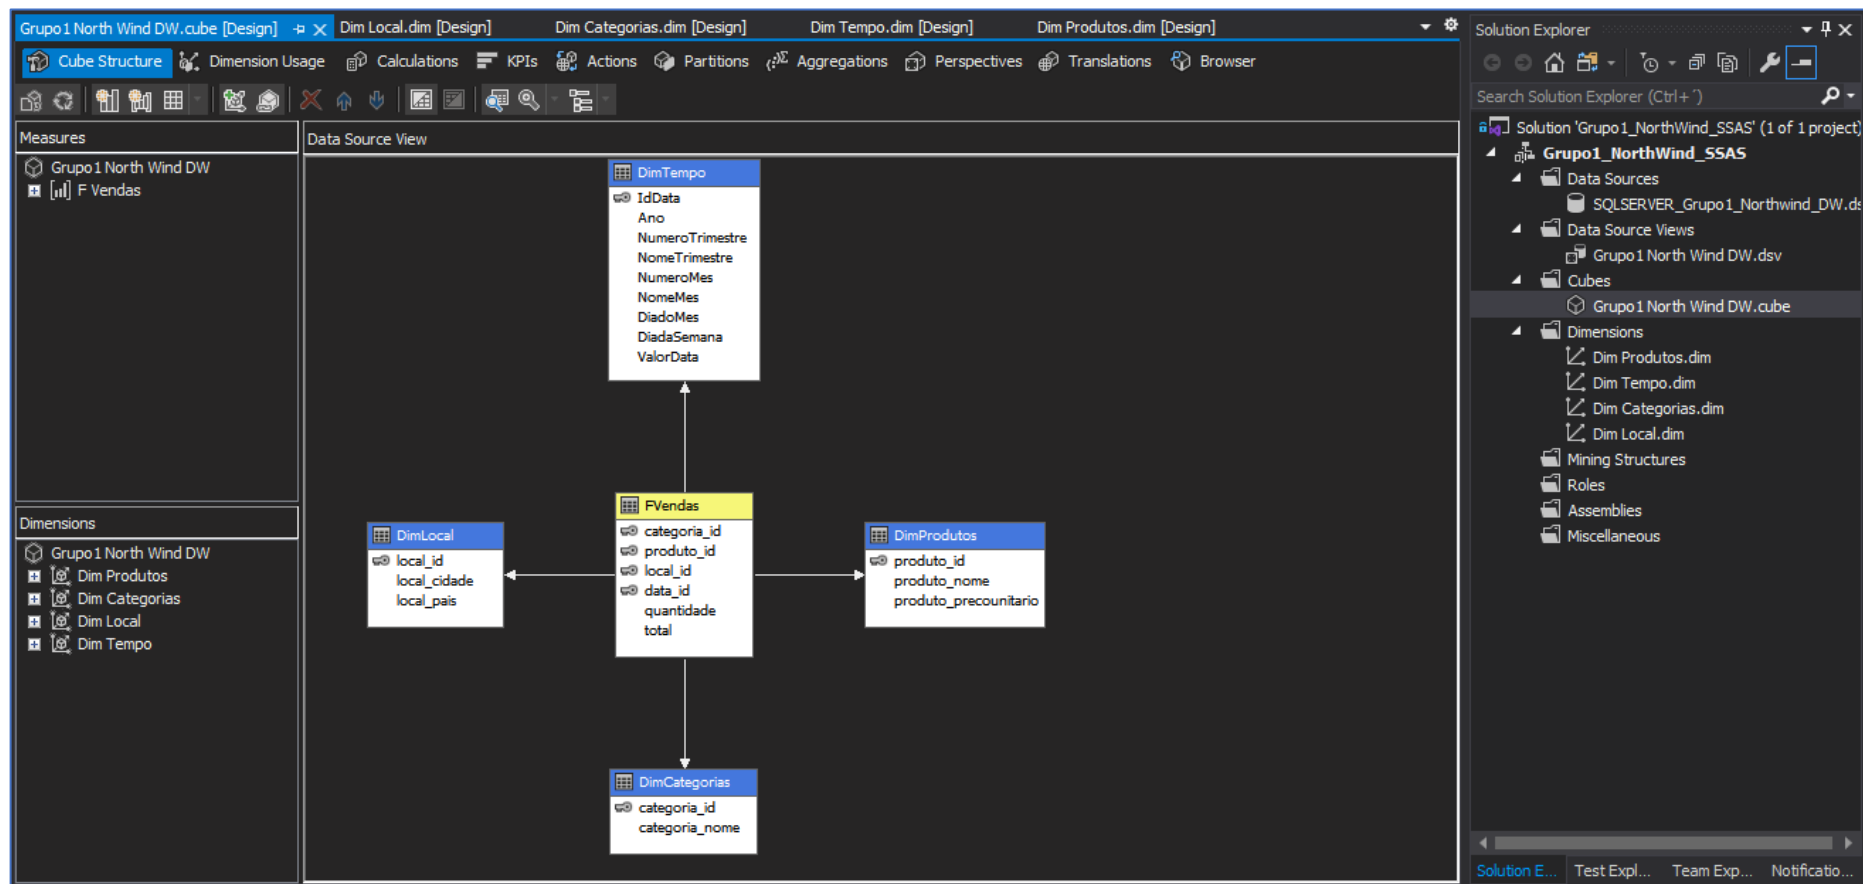 Grupo1 North Wind DW.cube [Design]
Dim Local.dim [Design]
Dim Categorias.dim [Design]
Dim Tempo.dim [Design]
Dim Produtos.dim [Design]
Cube Structure
Dimension Usage
Calculations
KPIs
Actions
Partitions
Aggregations
Perspectives
Translations
Browser
Measures
Grupo1 North Wind DW
F Vendas
Dimensions
Grupo1 North Wind DW
Dim Produtos
Dim Categorias
Dim Local
Dim Tempo
Data Source View
DimTempo
IdData
Ano
NumeroTrimestre
NomeTrimestre
NumeroMes
NomeMes
DiadoMes
DiadaSemana
ValorData
DimLocal
local_id
local_cidade
local_pais
FVendas
categoria_id
produto_id
local_id
data_id
quantidade
total
DimProdutos
produto_id
produto_nome
produto_precounitario
DimCategorias
categoria_id
categoria_nome
Solution Explorer
Search Solution Explorer (Ctrl+´)
Solution 'Grupo1_NorthWind_SSAS' (1 of 1 project)
Grupo1_NorthWind_SSAS
Data Sources
SQLSERVER_Grupo1_Northwind_DW.ds
Data Source Views
Grupo1 North Wind DW.dsv
Cubes
Grupo1 North Wind DW.cube
Dimensions
Dim Produtos.dim
Dim Tempo.dim
Dim Categorias.dim
Dim Local.dim
Mining Structures
Roles
Assemblies
Miscellaneous
Solution E...
Test Expl...
Team Exp...
Notificatio...